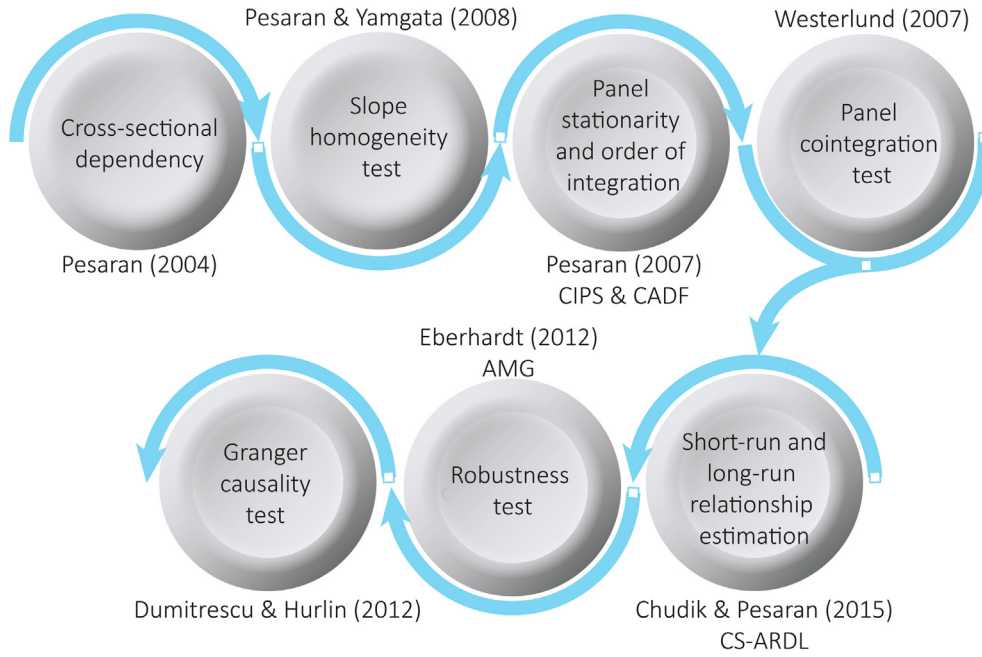 Pesaran & Yamgata (2008)
Westerlund (2007)
Cross-sectional
dependency
Slope
homogeneity
test
Panel
stationarity
and order of
integration
Panel
cointegration
test
Pesaran (2004)
Pesaran (2007)
CIPS & CADF
Eberhardt (2012)
AMG
Granger
causality
test
Robustness
test
Short-run and
long-run
relationship
estimation
Dumitrescu & Hurlin (2012)
Chudik & Pesaran (2015)
CS-ARDL